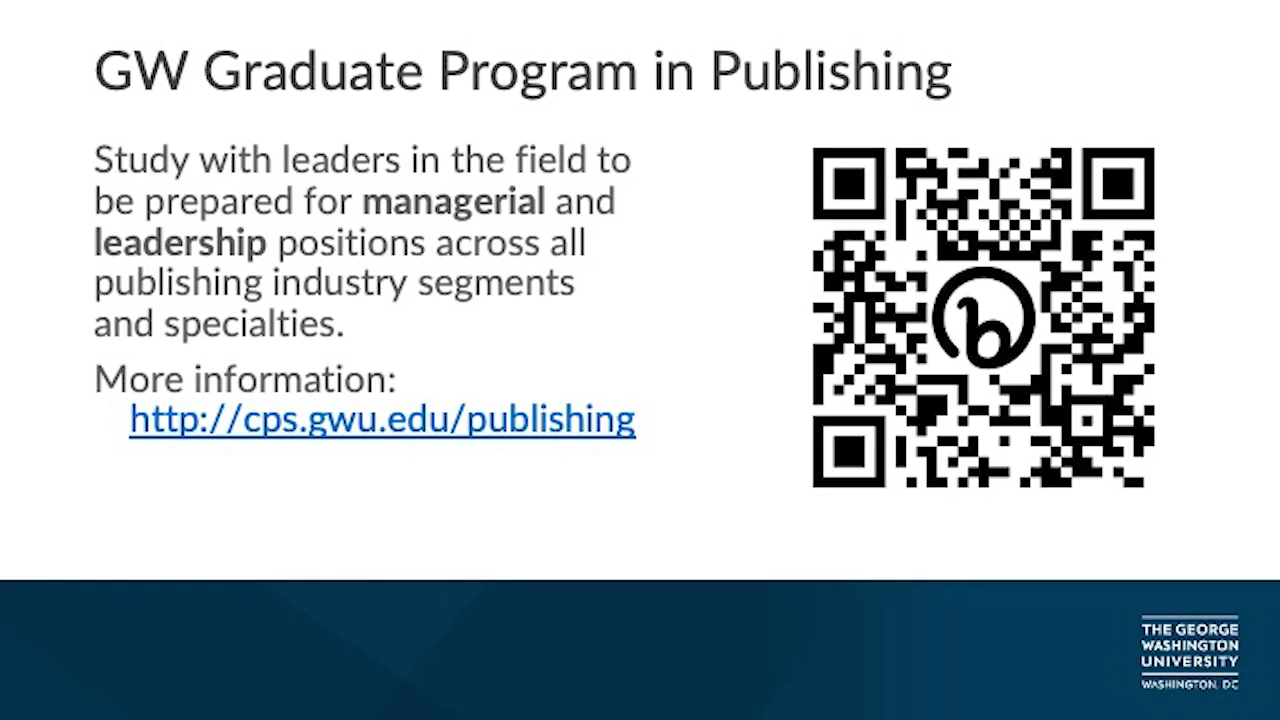 GW Graduate Program in Publishing
Study with leaders in the field to
be prepared for managerial and
leadership positions across all
publishing industry segments
and specialties.
More information:
http://cps.gwu.edu/publishing
THE GEORGE
WASHINGTON
UNIVERSITY
WASHINGTON, DC